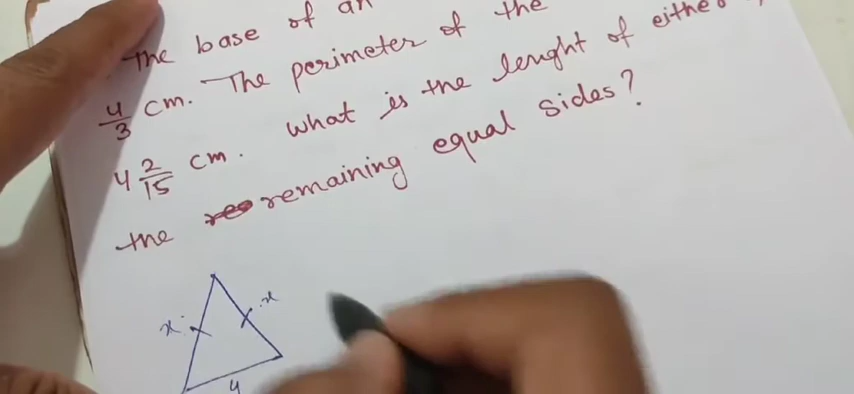 The base of an
4/3 cm. The perimeter of the
4 2/15 cm. What is the lenght of either of
the remaining equal sides?
x x
4